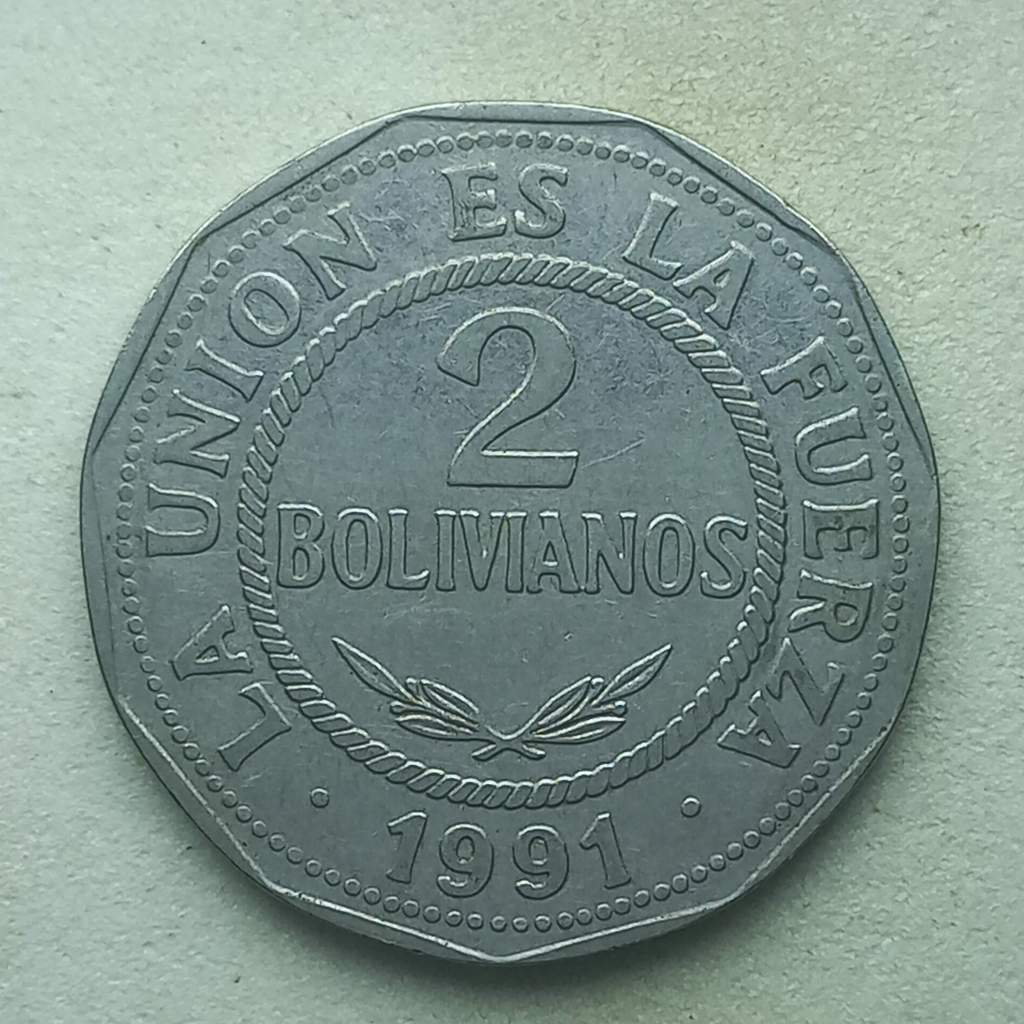 LA UNION ES LA FUERZA
2
BOLIVIANOS
· 1991 ·